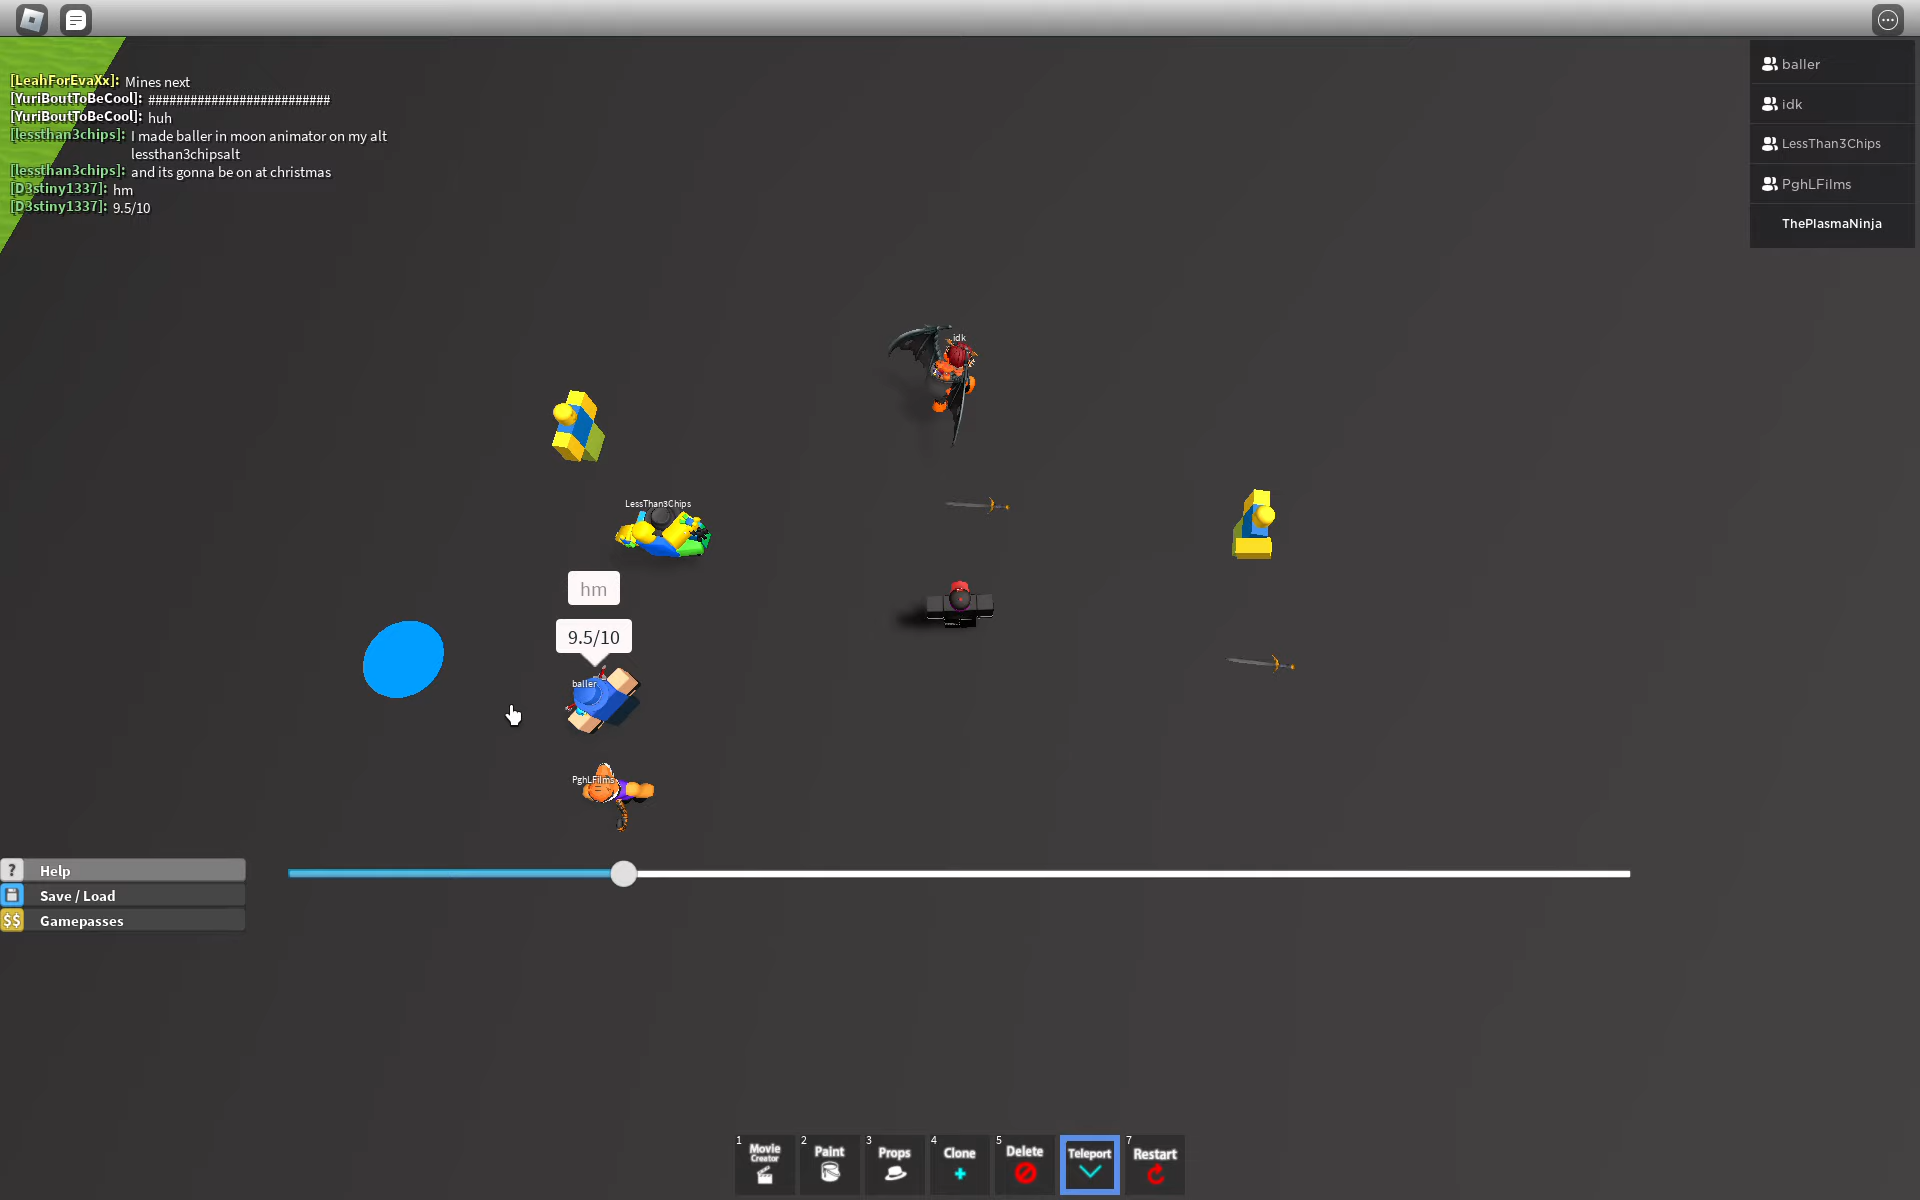 [LeahForEvaXx]: Mines next
[YuriBoutToBeCool]: ##########################
[YuriBoutToBeCool]: huh
[lessthan3chips]: I made baller in moon animator on my alt
lessthan3chipsalt
[lessthan3chips]: and its gonna be on at christmas
[D3stiny1337]: hm
[D3stiny1337]: 9.5/10
baller
idk
LessThan3Chips
PghLFilms
ThePlasmaNinja
idk
LessThan3Chips
hm
9.5/10
baller
PghLFilms
? Help
Save / Load
$$ Gamepasses
1 Movie Creator
2 Paint
3 Props
4 Clone
5 Delete
Teleport
7 Restart